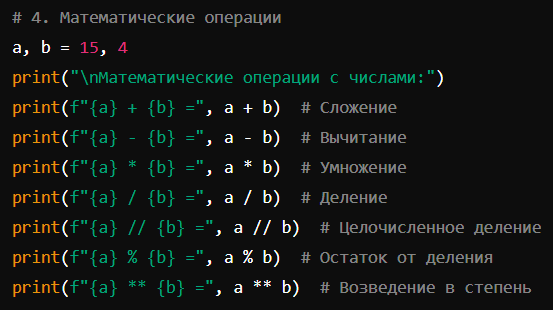 # 4. Математические операции
a, b = 15, 4
print("\nМатематические операции с числами:")
print(f"{a} + {b} =", a + b)  # Сложение
print(f"{a} - {b} =", a - b)  # Вычитание
print(f"{a} * {b} =", a * b)  # Умножение
print(f"{a} / {b} =", a / b)  # Деление
print(f"{a} // {b} =", a // b)  # Целочисленное деление
print(f"{a} % {b} =", a % b)  # Остаток от деления
print(f"{a} ** {b} =", a ** b)  # Возведение в степень